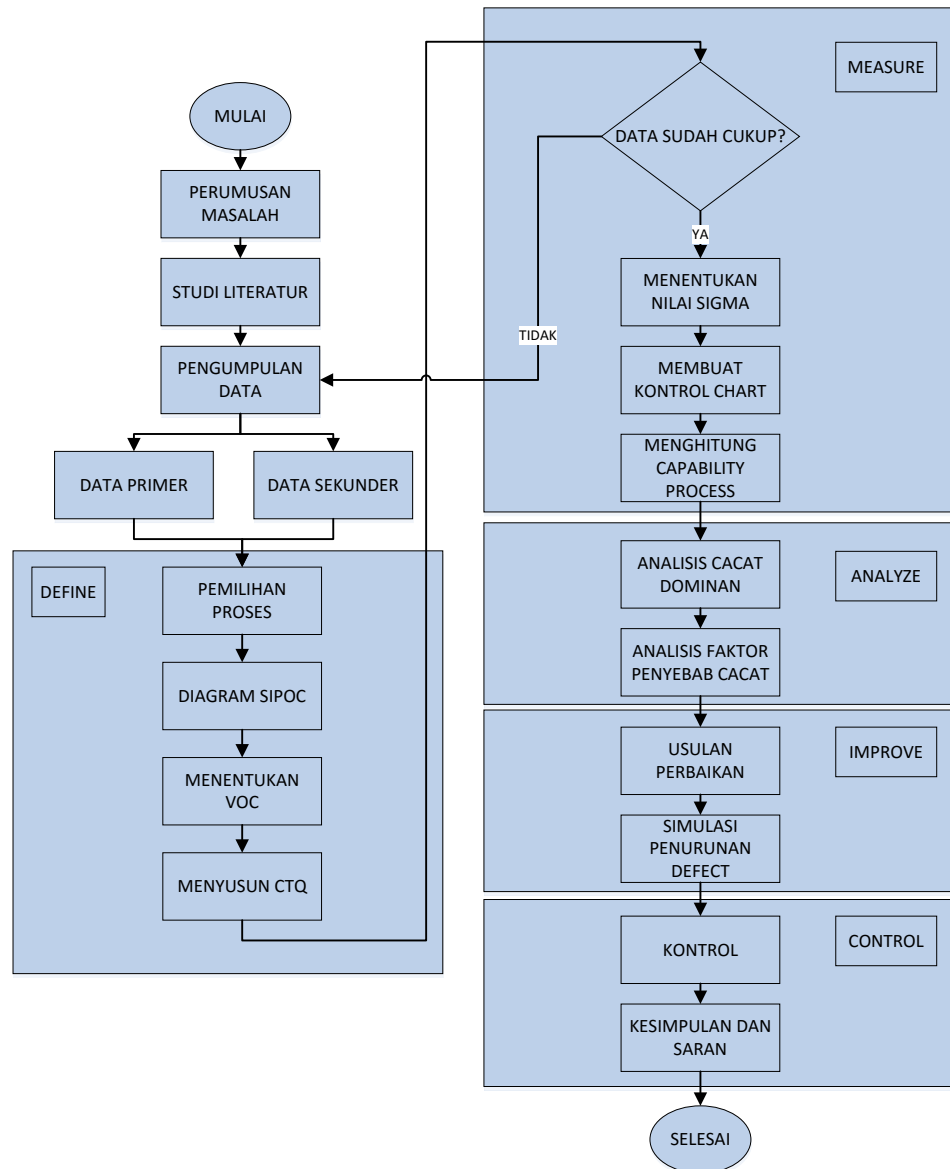 MULAI
PERUMUSAN
MASALAH
STUDI LITERATUR
PENGUMPULAN
DATA
DATA PRIMER
DATA SEKUNDER
DEFINE
PEMILIHAN
PROSES
DIAGRAM SIPOC
MENENTUKAN
VOC
MENYUSUN CTQ
MEASURE
DATA SUDAH CUKUP?
YA
TIDAK
MENENTUKAN
NILAI SIGMA
MEMBUAT
KONTROL CHART
MENGHITUNG
CAPABILITY
PROCESS
ANALYZE
ANALISIS CACAT
DOMINAN
ANALISIS FAKTOR
PENYEBAB CACAT
IMPROVE
USULAN
PERBAIKAN
SIMULASI
PENURUNAN
DEFECT
CONTROL
KONTROL
KESIMPULAN DAN
SARAN
SELESAI